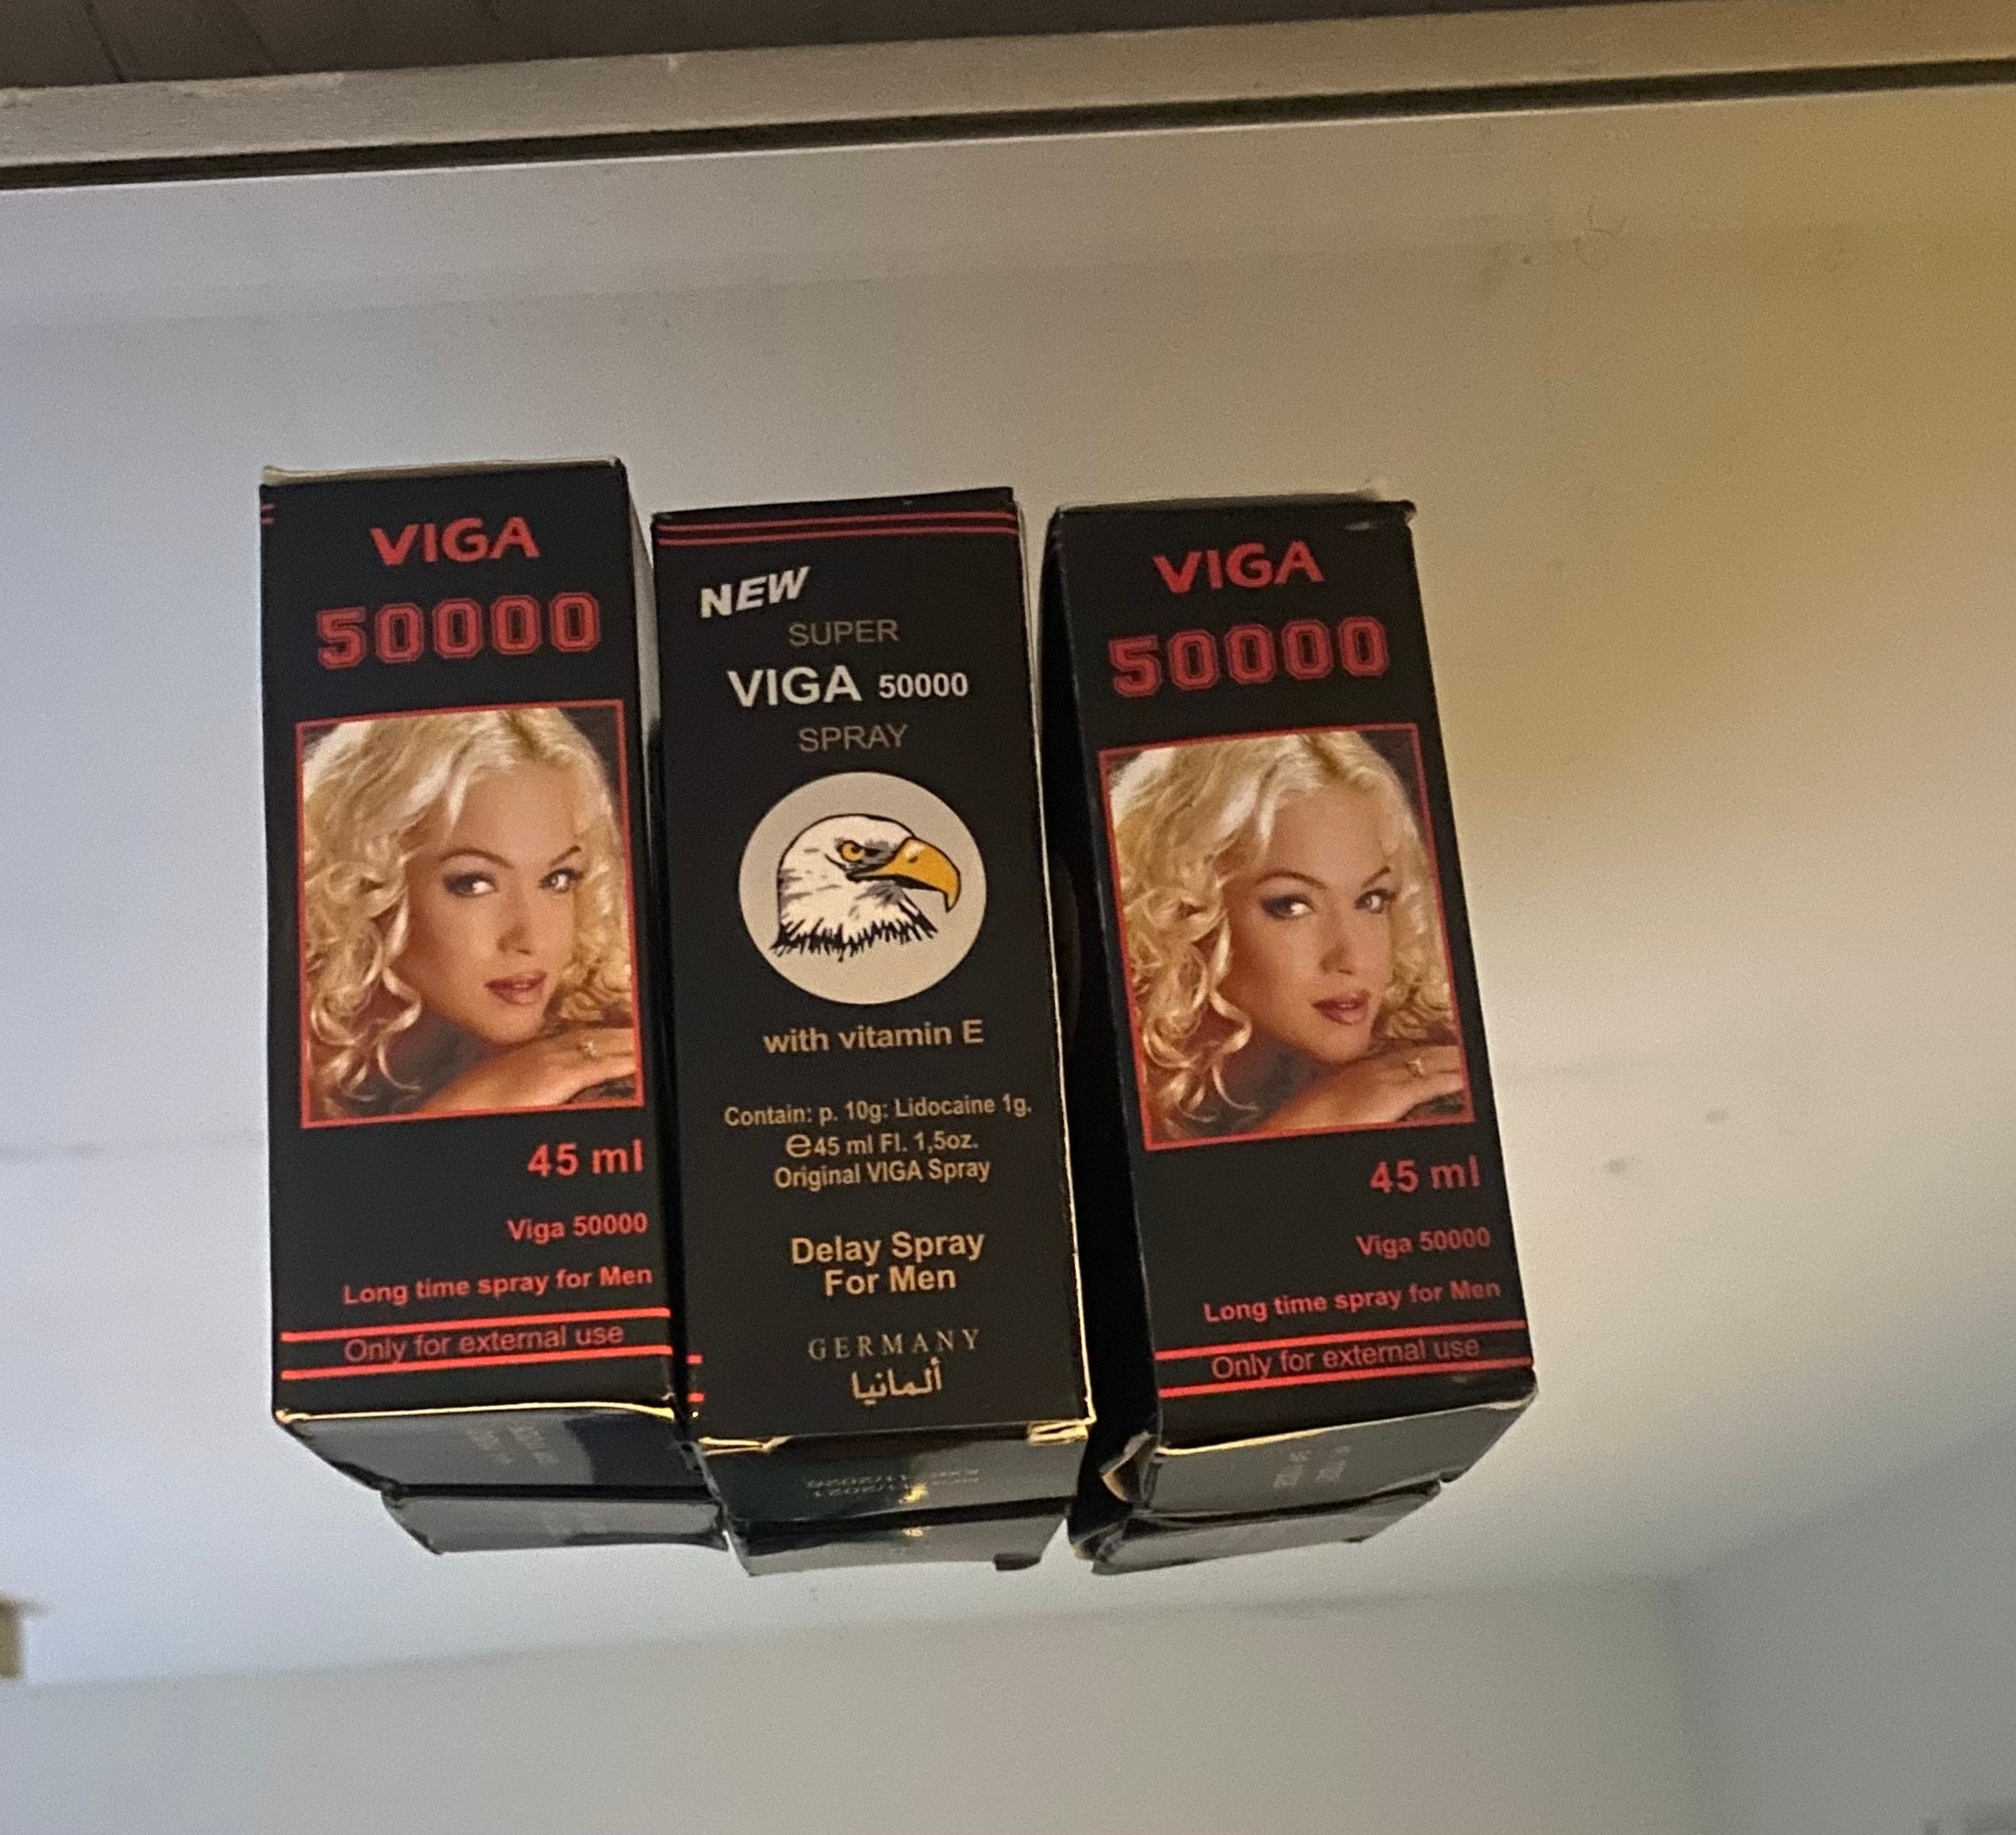 VIGA
50000
45 ml
Viga 50000
Long time spray for Men
Only for external use
NEW
SUPER
VIGA 50000
SPRAY
with vitamin E
Contain: p. 10g: Lidocaine 1g.
℮45 ml Fl. 1,5oz.
Original VIGA Spray
Delay Spray
For Men
GERMANY
ألمانيا
VIGA
50000
45 ml
Viga 50000
Long time spray for Men
Only for external use